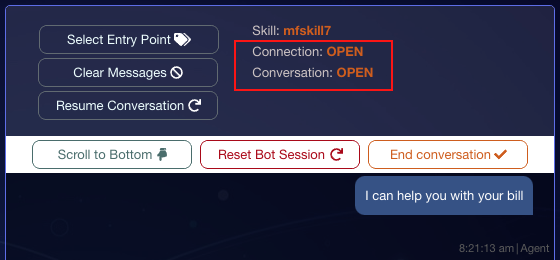 Select Entry Point
Skill: mfskill7
Connection: OPEN
Clear Messages
Conversation: OPEN
Resume Conversation
Scroll to Bottom
Reset Bot Session
End conversation
I can help you with your bill
8:21:13 am | Agent